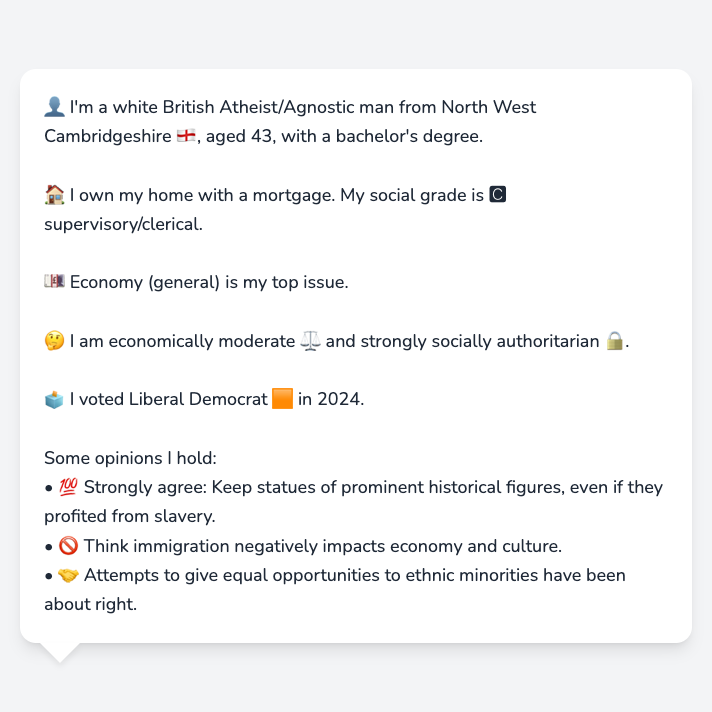 👤 I'm a white British Atheist/Agnostic man from North West
Cambridgeshire 🏴󠁧󠁢󠁥󠁮󠁧󠁿, aged 43, with a bachelor's degree.
🏠 I own my home with a mortgage. My social grade is C
supervisory/clerical.
💷 Economy (general) is my top issue.
🤔 I am economically moderate ⚖️ and strongly socially authoritarian 🔒.
🗳️ I voted Liberal Democrat 🟧 in 2024.
Some opinions I hold:
• 💯 Strongly agree: Keep statues of prominent historical figures, even if they
profited from slavery.
• 🚫 Think immigration negatively impacts economy and culture.
• 🤝 Attempts to give equal opportunities to ethnic minorities have been
about right.